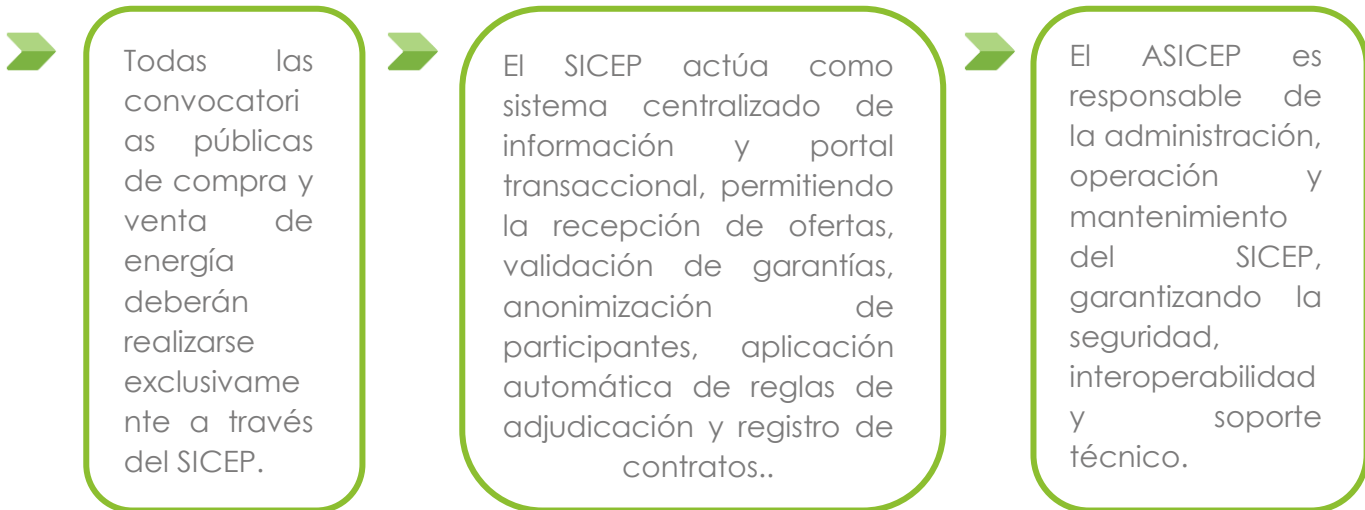 Todas las
convocatori
as públicas
de compra y
venta de
energía
deberán
realizarse
exclusivame
nte a través
del SICEP.
El SICEP actúa como
sistema centralizado de
información y portal
transaccional, permitiendo
la recepción de ofertas,
validación de garantías,
anonimización de
participantes, aplicación
automática de reglas de
adjudicación y registro de
contratos..
El ASICEP es
responsable de
la administración,
operación y
mantenimiento
del SICEP,
garantizando la
seguridad,
interoperabilidad
y soporte
técnico.